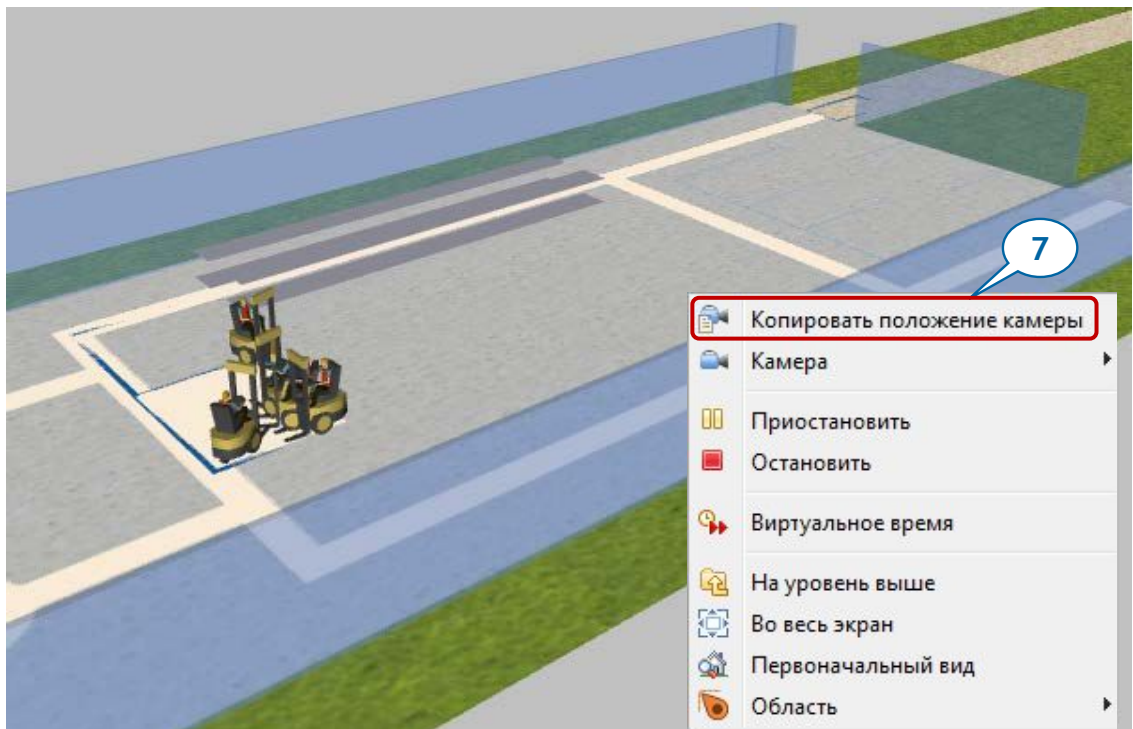 7
Копировать положение камеры
Камера
Приостановить
Остановить
Виртуальное время
На уровень выше
Во весь экран
Первоначальный вид
Область